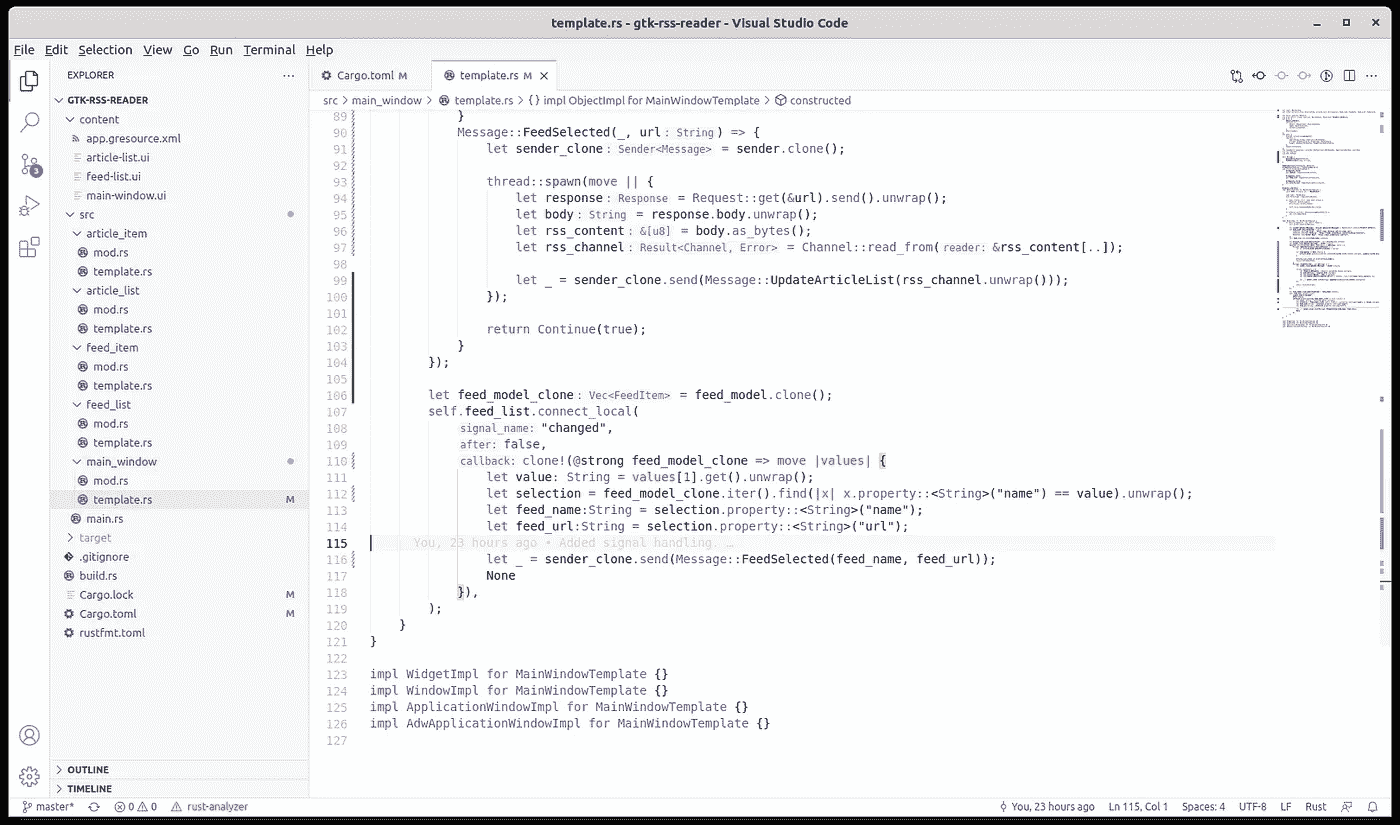 template.rs - gtk-rss-reader - Visual Studio Code
File Edit Selection View Go Run Terminal Help
EXPLORER
GTK-RSS-READER
content
app.gresource.xml
article-list.ui
feed-list.ui
main-window.ui
src
article_item
mod.rs
template.rs
article_list
mod.rs
template.rs
feed_item
mod.rs
template.rs
feed_list
mod.rs
template.rs
main_window
mod.rs
template.rs M
main.rs
target
.gitignore
build.rs
Cargo.lock M
Cargo.toml M
rustfmt.toml
OUTLINE
TIMELINE
3
Cargo.toml M template.rs M
src > main_window > template.rs > {} impl ObjectImpl for MainWindowTemplate > constructed
89 }
90 Message::FeedSelected(_, url: String) => {
91 let sender_clone: Sender<Message> = sender.clone();
92
93 thread::spawn(move || {
94 let response: Response = Request::get(&url).send().unwrap();
95 let body: String = response.body.unwrap();
96 let rss_content: &[u8] = body.as_bytes();
97 let rss_channel: Result<Channel, Error> = Channel::read_from(reader: &rss_content[..]);
98
99 let _ = sender_clone.send(Message::UpdateArticleList(rss_channel.unwrap()));
100 });
101
102 return Continue(true);
103 }
104 });
105
106 let feed_model_clone: Vec<FeedItem> = feed_model.clone();
107 self.feed_list.connect_local(
108 signal_name: "changed",
109 after: false,
110 callback: clone!(@strong feed_model_clone => move |values| {
111 let value: String = values[1].get().unwrap();
112 let selection = feed_model_clone.iter().find(|x| x.property::<String>("name") == value).unwrap();
113 let feed_name:String = selection.property::<String>("name");
114 let feed_url:String = selection.property::<String>("url");
115 You, 23 hours ago • Added signal handling. …
116 let _ = sender_clone.send(Message::FeedSelected(feed_name, feed_url));
117 None
118 }),
119 );
120 }
121 }
122
123 impl WidgetImpl for MainWindowTemplate {}
124 impl WindowImpl for MainWindowTemplate {}
125 impl ApplicationWindowImpl for MainWindowTemplate {}
126 impl AdwApplicationWindowImpl for MainWindowTemplate {}
127
master* 0 0 rust-analyzer You, 23 hours ago Ln 115, Col 1 Spaces: 4 UTF-8 LF Rust